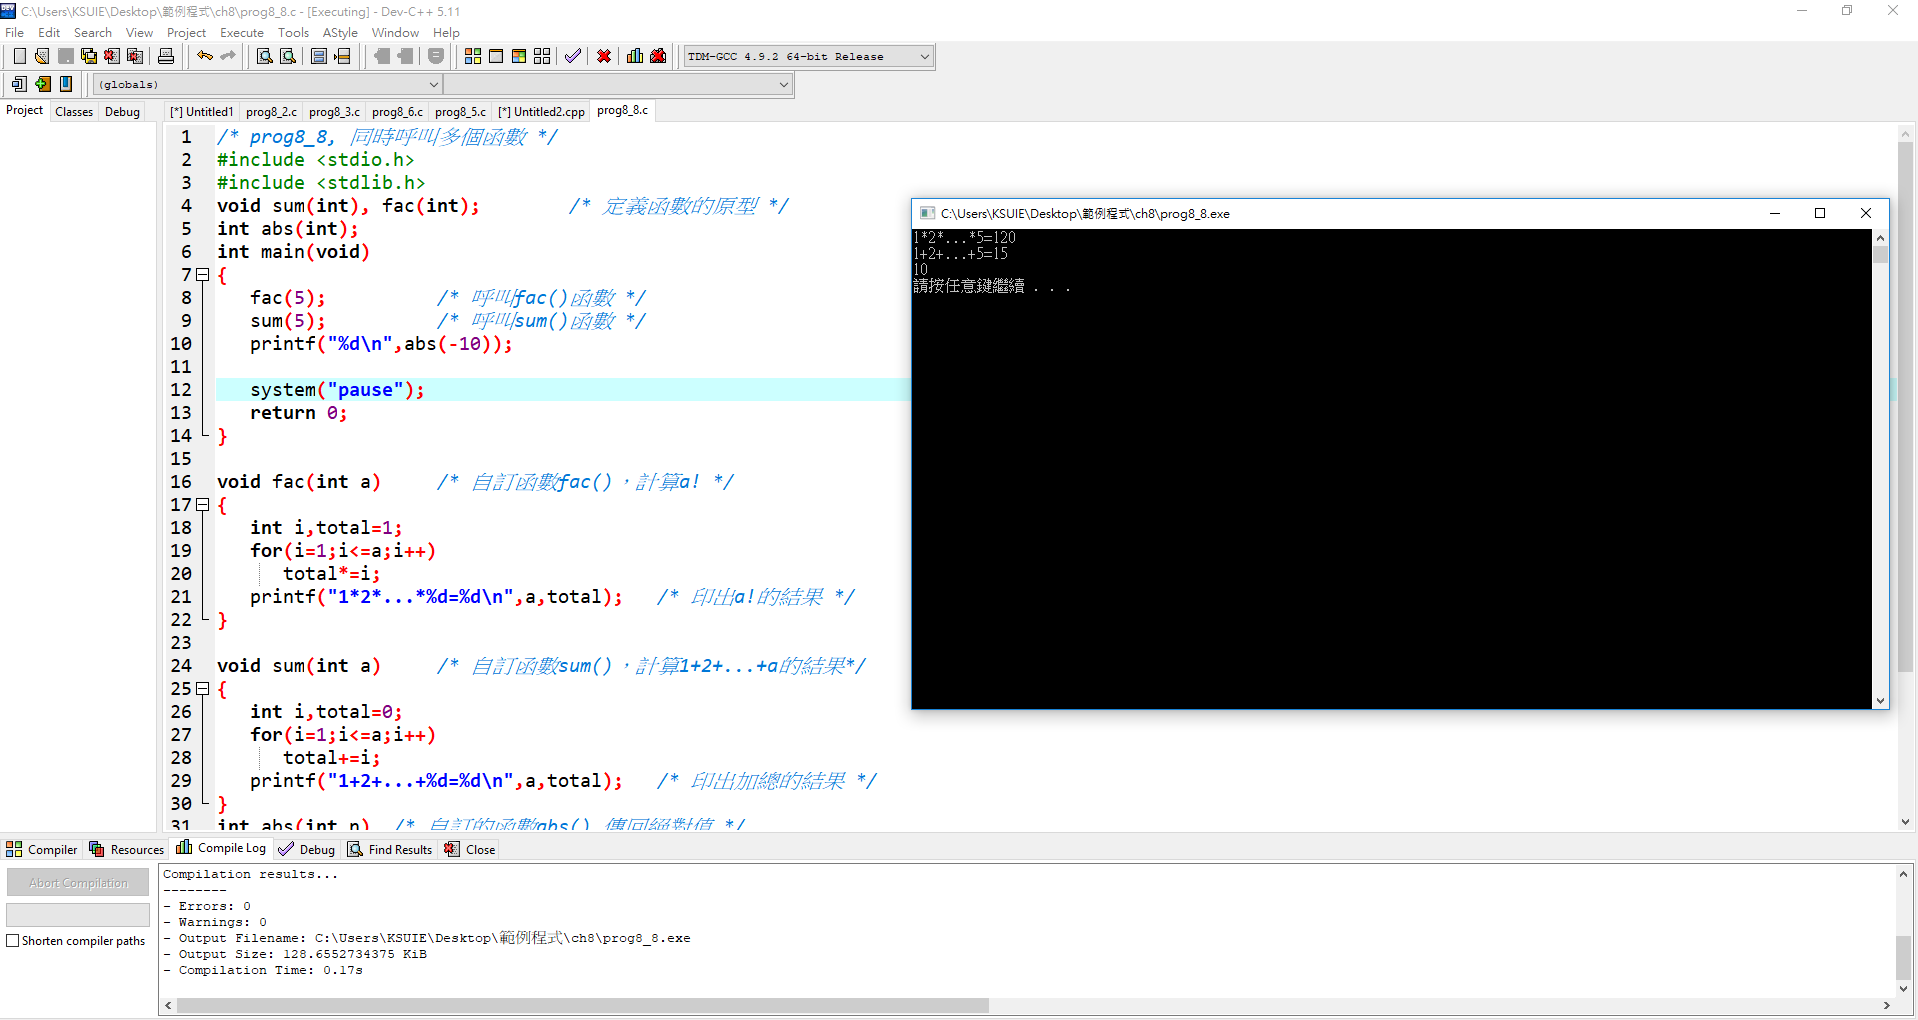 C:\Users\KSUIE\Desktop\範例程式\ch8\prog8_8.c - [Executing] - Dev-C++ 5.11
File Edit Search View Project Execute Tools AStyle Window Help
TDM-GCC 4.9.2 64-bit Release
(globals)
Project Classes Debug
[*] Untitled1 prog8_2.c prog8_3.c prog8_6.c prog8_5.c [*] Untitled2.cpp prog8_8.c
1 /* prog8_8, 同時呼叫多個函數 */
2 #include <stdio.h>
3 #include <stdlib.h>
4 void sum(int), fac(int); /* 定義函數的原型 */
5 int abs(int);
6 int main(void)
7 {
8 fac(5); /* 呼叫fac()函數 */
9 sum(5); /* 呼叫sum()函數 */
10 printf("%d\n",abs(-10));
11
12 system("pause");
13 return 0;
14 }
15
16 void fac(int a) /* 自訂函數fac()，計算a! */
17 {
18 int i,total=1;
19 for(i=1;i<=a;i++)
20 total*=i;
21 printf("1*2*...*%d=%d\n",a,total); /* 印出a!的結果 */
22 }
23
24 void sum(int a) /* 自訂函數sum()，計算1+2+...+a的結果*/
25 {
26 int i,total=0;
27 for(i=1;i<=a;i++)
28 total+=i;
29 printf("1+2+...+%d=%d\n",a,total); /* 印出加總的結果 */
30 }
31 int abs(int n) /* 自訂的函數abs() 傳回絕對值 */
C:\Users\KSUIE\Desktop\範例程式\ch8\prog8_8.exe
1*2*...*5=120
1+2+...+5=15
10
請按任意鍵繼續 . . .
Compiler Resources Compile Log Debug Find Results Close
Abort Compilation
Shorten compiler paths
Compilation results...
--------
- Errors: 0
- Warnings: 0
- Output Filename: C:\Users\KSUIE\Desktop\範例程式\ch8\prog8_8.exe
- Output Size: 128.6552734375 KiB
- Compilation Time: 0.17s